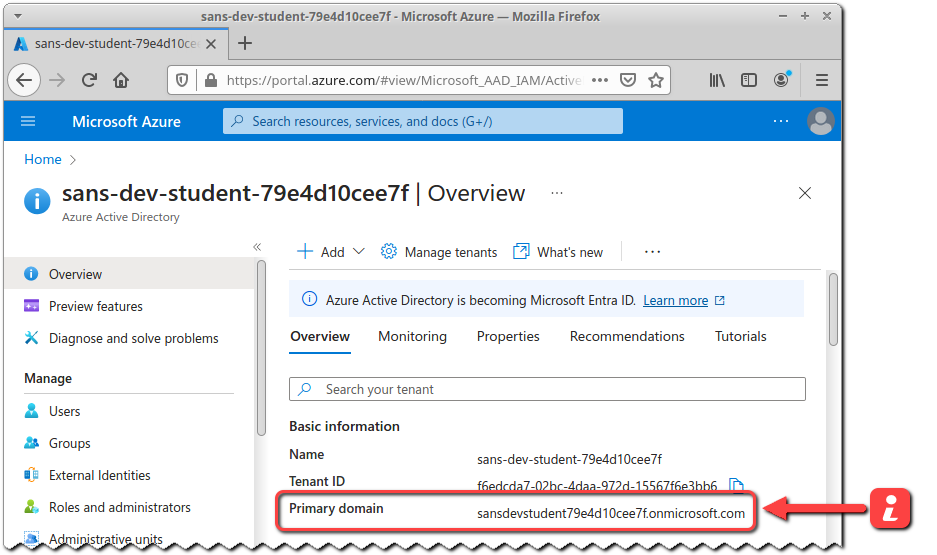 sans-dev-student-79e4d10cee7f - Microsoft Azure — Mozilla Firefox
sans-dev-student-79e4d10cee
https://portal.azure.com/#view/Microsoft_AAD_IAM/Active
Microsoft Azure
Search resources, services, and docs (G+/)
Home
sans-dev-student-79e4d10cee7f | Overview
Azure Active Directory
Add
Manage tenants
What's new
Overview
Preview features
Diagnose and solve problems
Manage
Users
Groups
External Identities
Roles and administrators
Administrative units
Azure Active Directory is becoming Microsoft Entra ID. Learn more
Overview Monitoring Properties Recommendations Tutorials
Search your tenant
Basic information
Name sans-dev-student-79e4d10cee7f
Tenant ID f6edcda7-02bc-4daa-972d-15567f6e3bb6
Primary domain sansdevstudent79e4d10cee7f.onmicrosoft.com
i